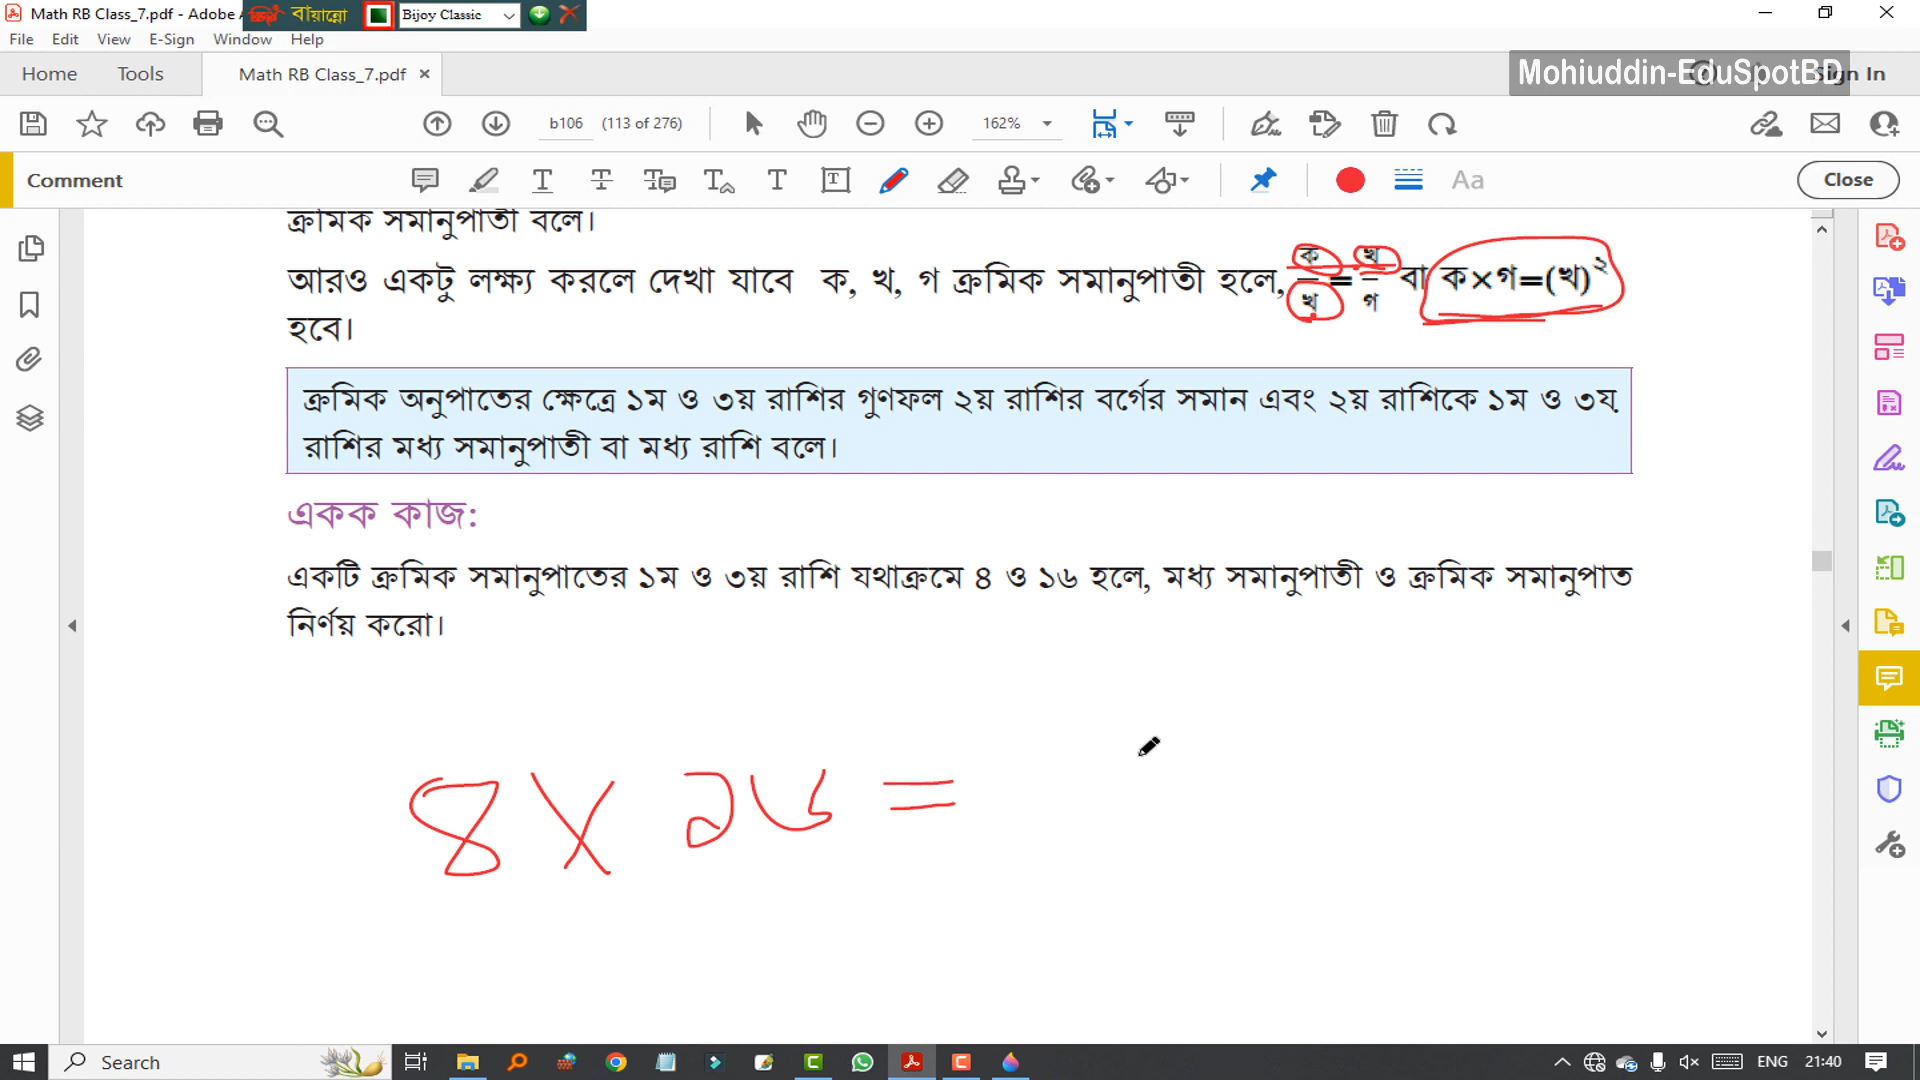 Math RB Class_7.pdf - Adobe A
বায়ান্নো
Bijoy Classic
File Edit View E-Sign Window Help
Home Tools Math RB Class_7.pdf ×
Mohiuddin-EduSpotBD
Sign In
b106 (113 of 276) 162%
Comment
Aa
Close
ক্রমিক সমানুপাতী বলে।
আরও একটু লক্ষ্য করলে দেখা যাবে ক, খ, গ ক্রমিক সমানুপাতী হলে, ক/খ = খ/গ বা ক×গ=(খ)²
হবে।
ক্রমিক অনুপাতের ক্ষেত্রে ১ম ও ৩য় রাশির গুণফল ২য় রাশির বর্গের সমান এবং ২য় রাশিকে ১ম ও ৩য়
রাশির মধ্য সমানুপাতী বা মধ্য রাশি বলে।
একক কাজ:
একটি ক্রমিক সমানুপাতের ১ম ও ৩য় রাশি যথাক্রমে ৪ ও ১৬ হলে, মধ্য সমানুপাতী ও ক্রমিক সমানুপাত
নির্ণয় করো।
৪ × ১৬ =
Search
ENG 21:40